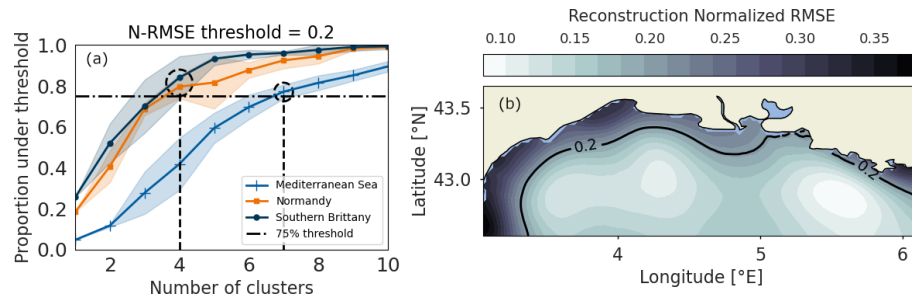 N-RMSE threshold = 0.2
(a)
Proportion under threshold
1.0
0.8
0.6
0.4
0.2
0.0
Mediterranean Sea
Normandy
Southern Brittany
75% threshold
2 4 6 8 10
Number of clusters
Reconstruction Normalized RMSE
0.10 0.15 0.20 0.25 0.30 0.35
(b)
Latitude [°N]
43.5
43.0
0.2
0.2
4 5 6
Longitude [°E]